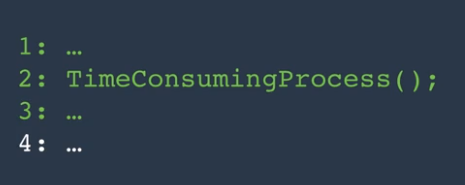 1: …
2: TimeConsumingProcess();
3: …
4: …